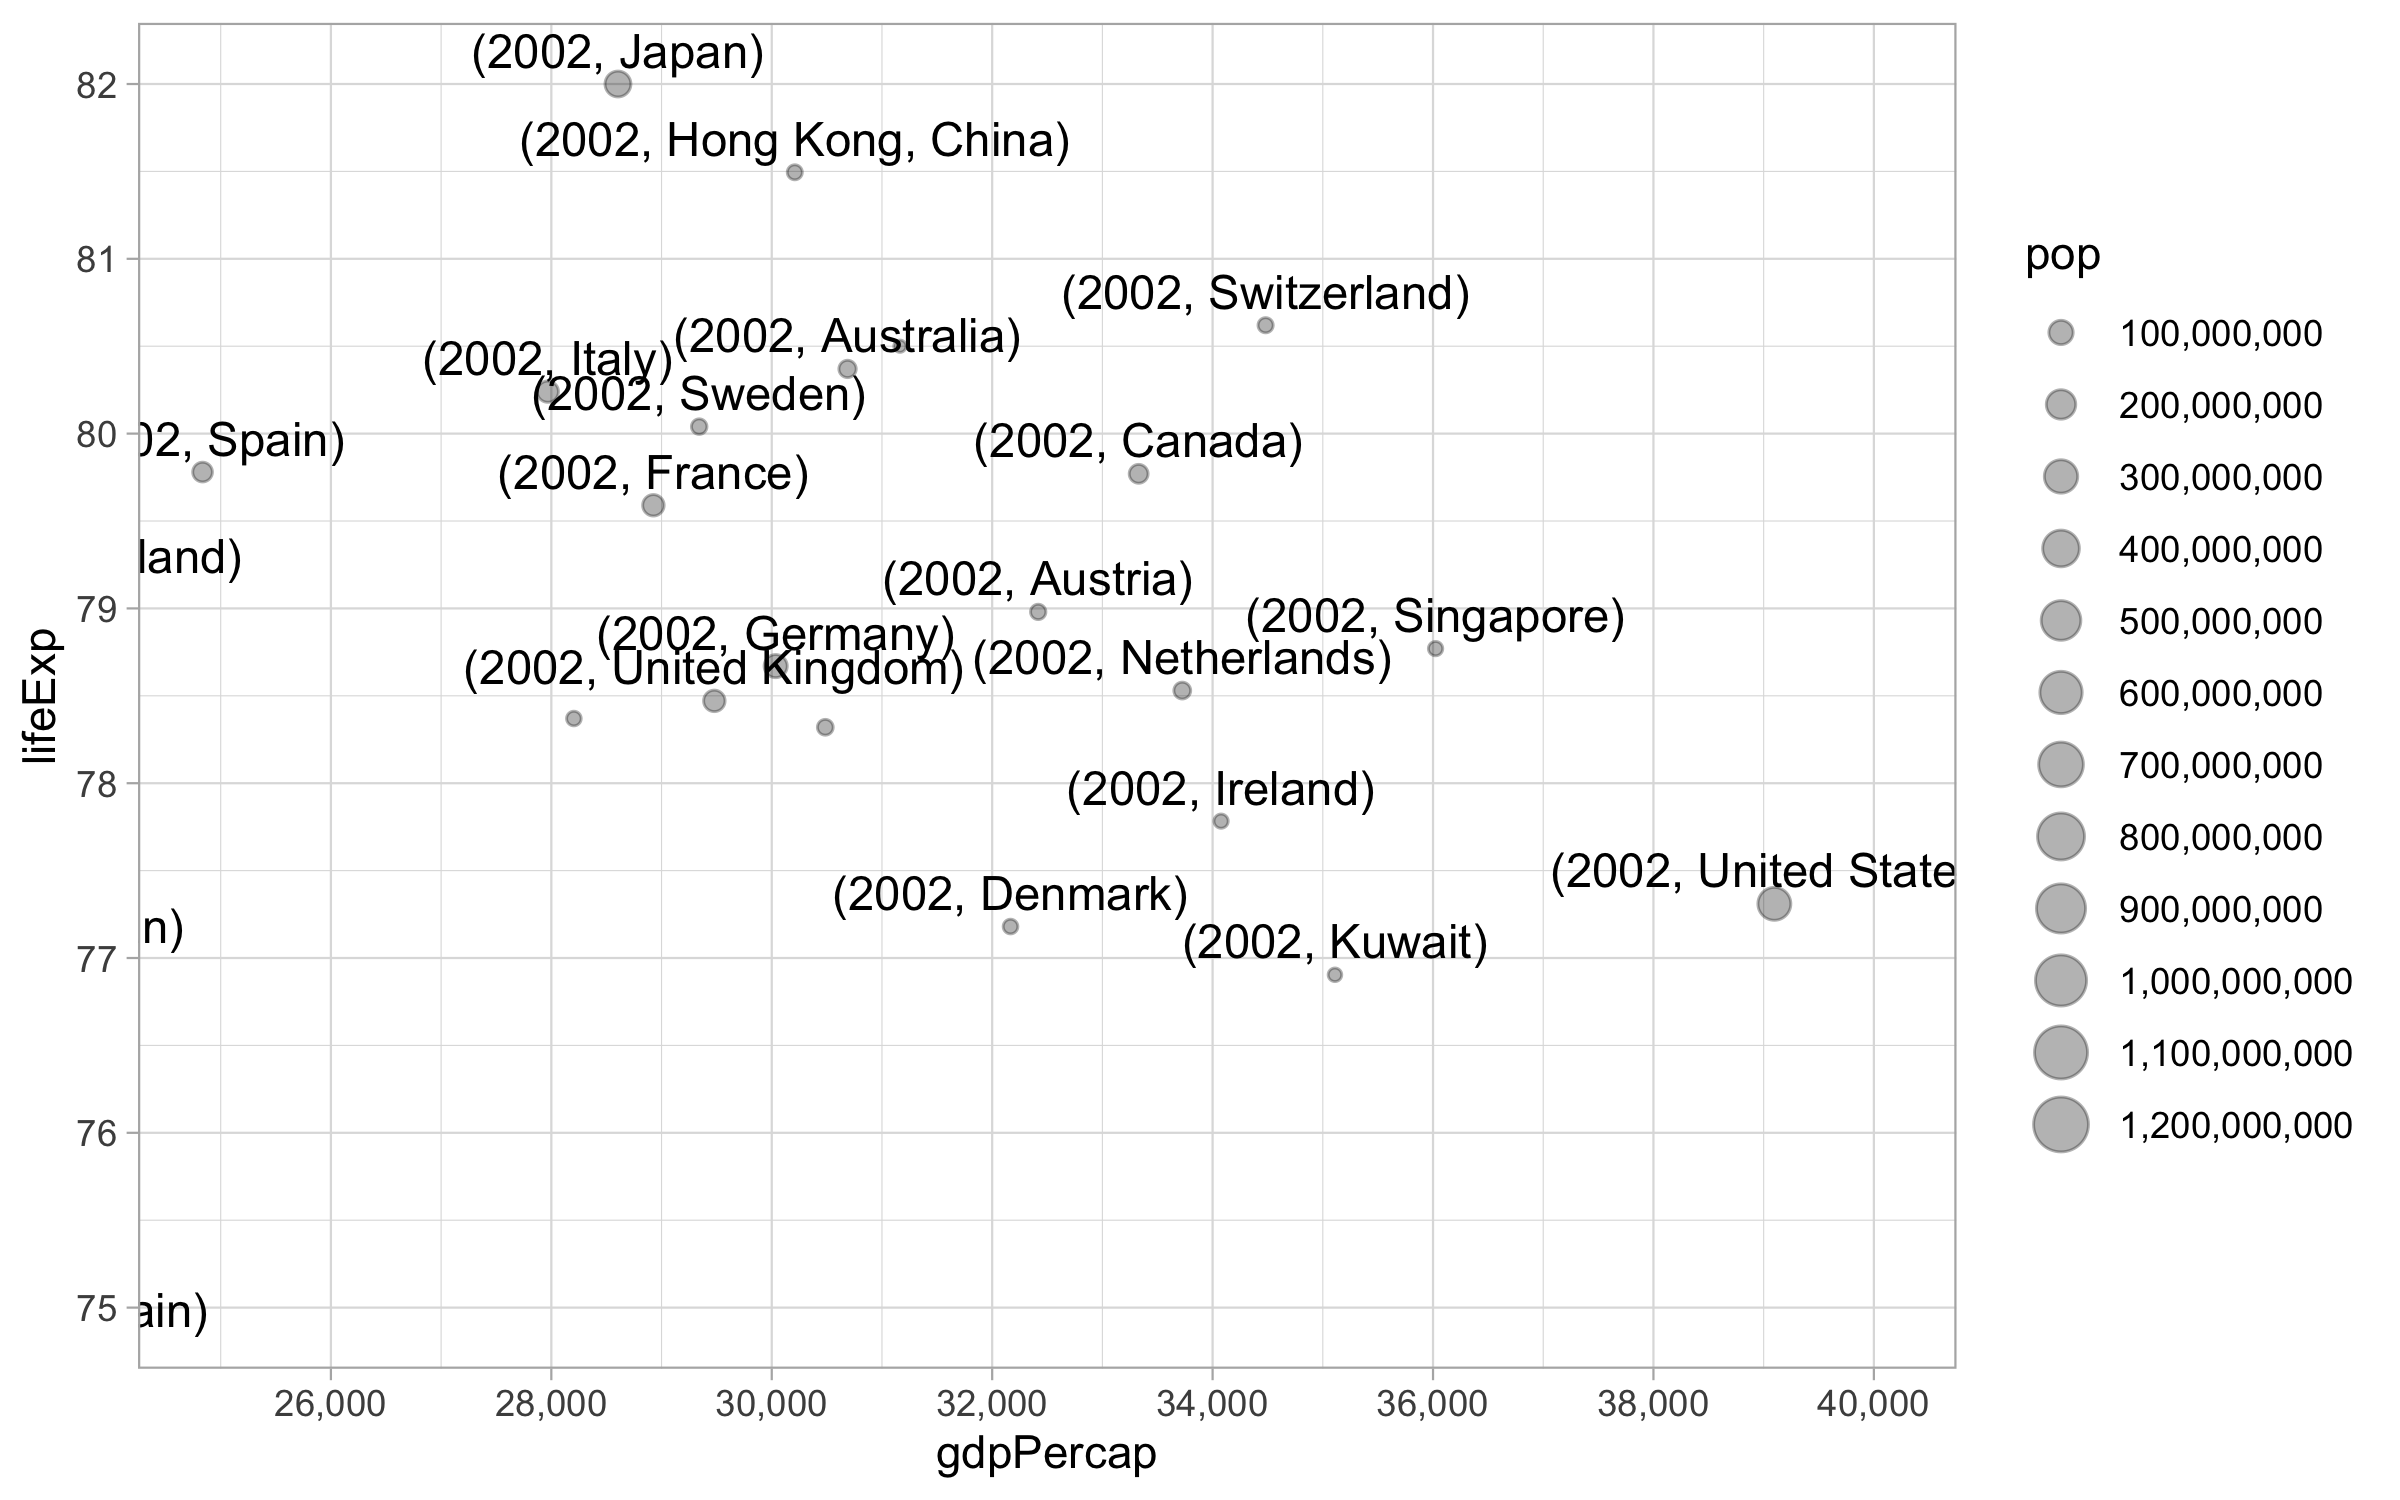 (2002, Japan)
82
(2002, Hong Kong, China)
81
(2002, Switzerland)
(2002, Australia)
(2002, Italy)
(2002, Sweden)
80
02, Spain)
(2002, Canada)
(2002, France)
land)
(2002, Austria)
79
(2002, Singapore)
(2002, Germany)
(2002, Netherlands)
(2002, United Kingdom)
78
(2002, Ireland)
(2002, United State
(2002, Denmark)
n)
(2002, Kuwait)
77
76
75
ain)
lifeExp
26,000 28,000 30,000 32,000 34,000 36,000 38,000 40,000
gdpPercap
pop
100,000,000
200,000,000
300,000,000
400,000,000
500,000,000
600,000,000
700,000,000
800,000,000
900,000,000
1,000,000,000
1,100,000,000
1,200,000,000